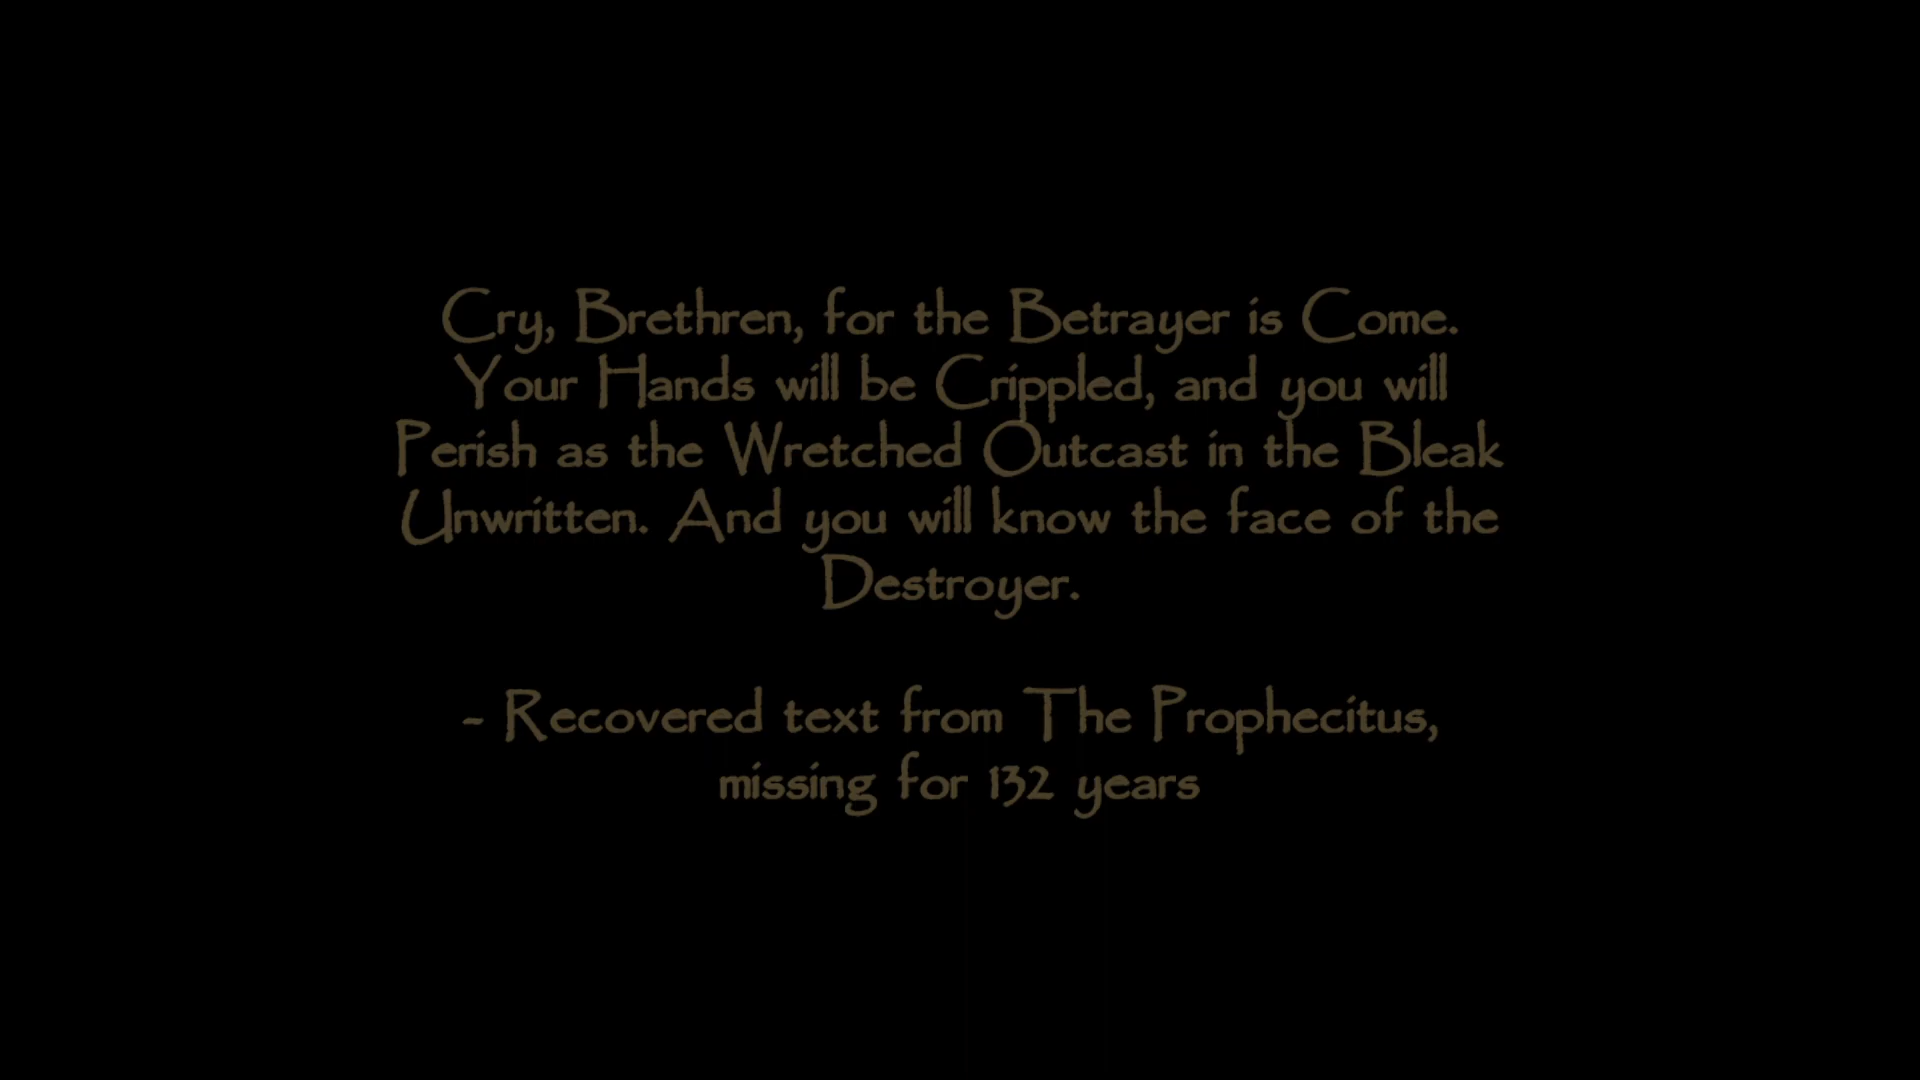 Cry, Brethren, for the Betrayer is Come.
Your Hands will be Crippled, and you will
Perish as the Wretched Outcast in the Bleak
Unwritten. And you will know the face of the
Destroyer.
- Recovered text from The Prophecitus,
missing for 132 years